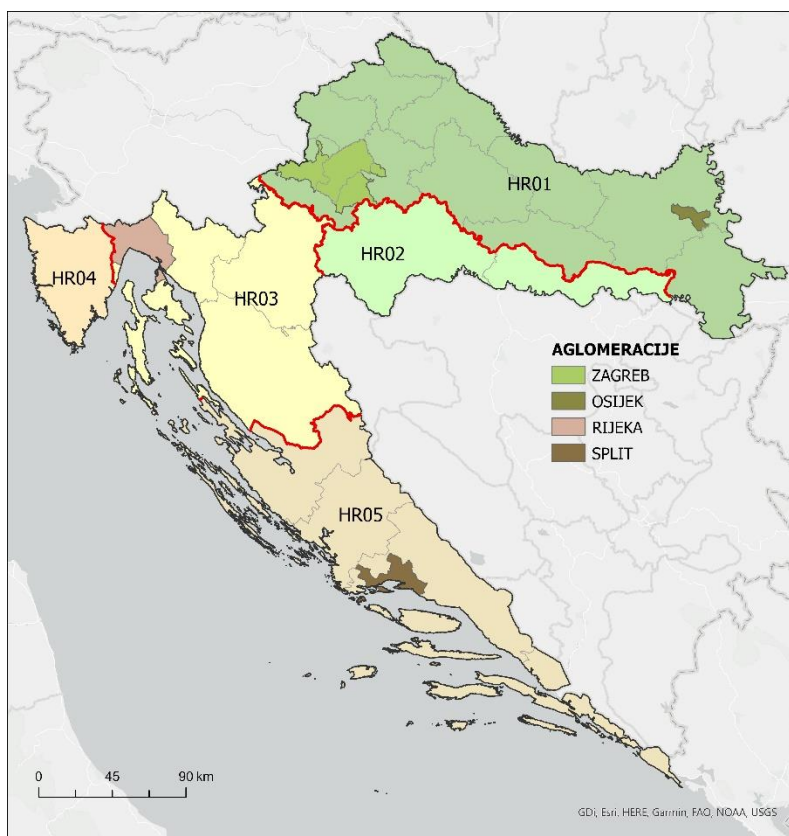 HR01
HR02
HR04
HR03
AGLOMERACIJE
ZAGREB
OSIJEK
RIJEKA
SPLIT
HR05
0 45 90 km
GDi, Esri, HERE, Garmin, FAO, NOAA, USGS